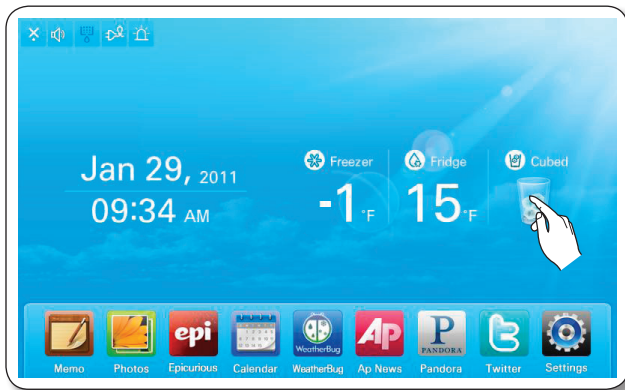 Freezer
Fridge
Cubed
Jan 29, 2011
09:34 AM
-1°F
15°F
epi
WeatherBug
AP
P
PANDORA
Memo
Photos
Epicurious
Calendar
WeatherBug
Ap News
Pandora
Twitter
Settings